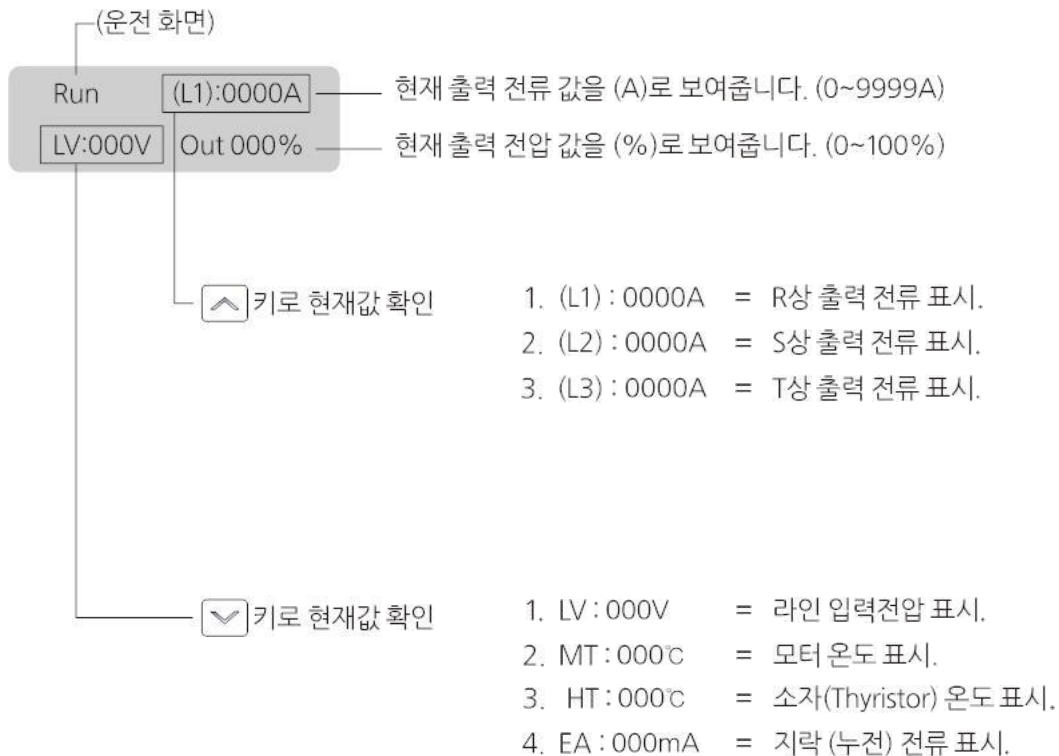 (운전 화면)
Run (L1):0000A 현재 출력 전류 값을 (A)로 보여줍니다. (0~9999A)
LV:000V Out 000% 현재 출력 전압 값을 (%)로 보여줍니다. (0~100%)
키로 현재값 확인 1. (L1) : 0000A = R상 출력 전류 표시.
2. (L2) : 0000A = S상 출력 전류 표시.
3. (L3) : 0000A = T상 출력 전류 표시.
키로 현재값 확인 1. LV : 000V = 라인 입력전압 표시.
2. MT : 000℃ = 모터 온도 표시.
3. HT : 000℃ = 소자(Thyristor) 온도 표시.
4. EA : 000mA = 지락 (누전) 전류 표시.